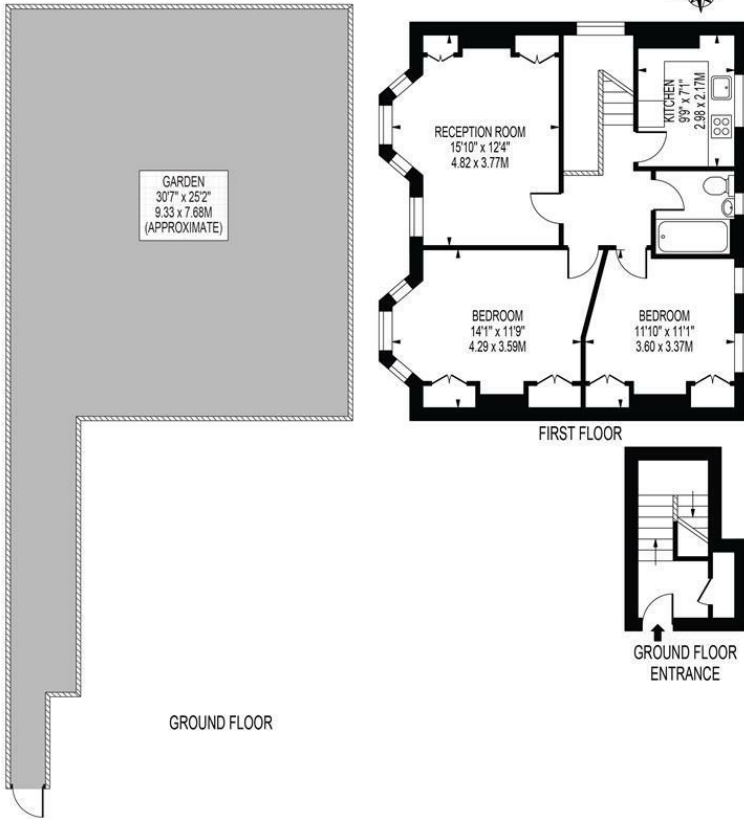 GARDEN
30'7" x 25'2"
9.33 x 7.68M
(APPROXIMATE)
RECEPTION ROOM
15'10" x 12'4"
4.82 x 3.77M
KITCHEN
9'9" x 7'1"
2.98 x 2.17M
BEDROOM
14'1" x 11'9"
4.29 x 3.59M
BEDROOM
11'10" x 11'1"
3.60 x 3.37M
FIRST FLOOR
GROUND FLOOR
ENTRANCE
GROUND FLOOR